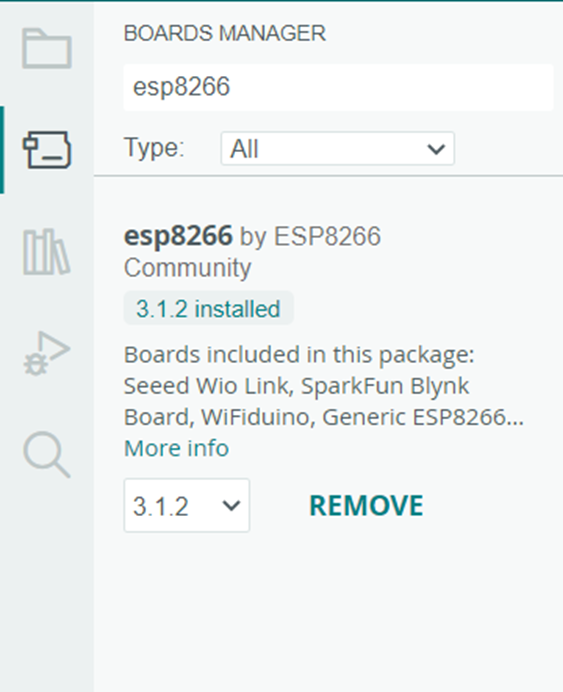 BOARDS MANAGER
esp8266
Type: All
esp8266 by ESP8266
Community
3.1.2 installed
Boards included in this package:
Seeed Wio Link, SparkFun Blynk
Board, WiFiduino, Generic ESP8266...
More info
3.1.2 REMOVE